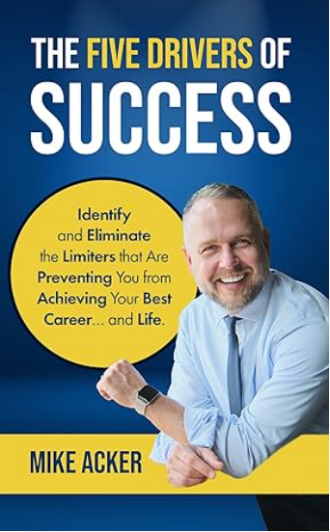 THE FIVE DRIVERS OF
SUCCESS
Identify
and Eliminate
the Limiters that Are
Preventing You from
Achieving Your Best
Career... and Life.
MIKE ACKER